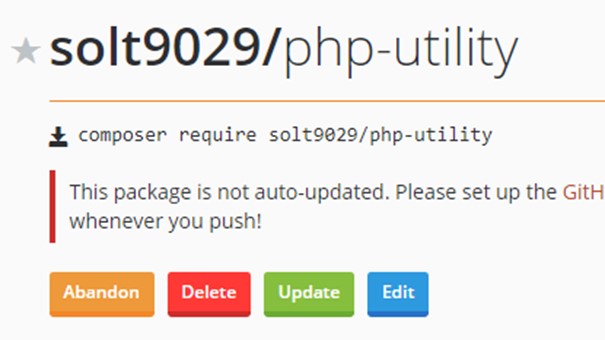 solt9029/php-utility
composer require solt9029/php-utility
This package is not auto-updated. Please set up the GitH
whenever you push!
Abandon Delete Update Edit